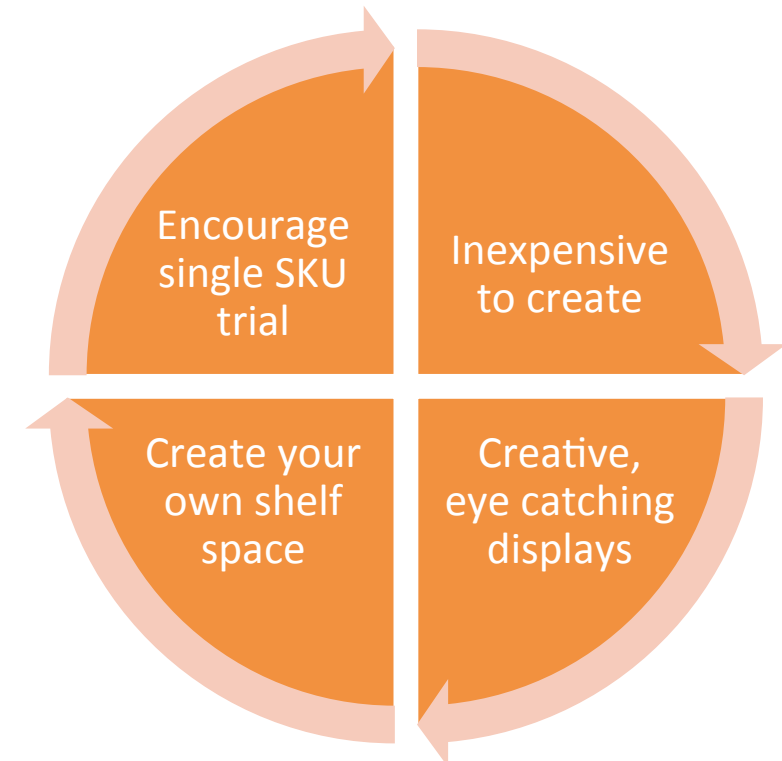 Encourage
single SKU
trial
Inexpensive
to create
Create your
own shelf
space
Creative,
eye catching
displays